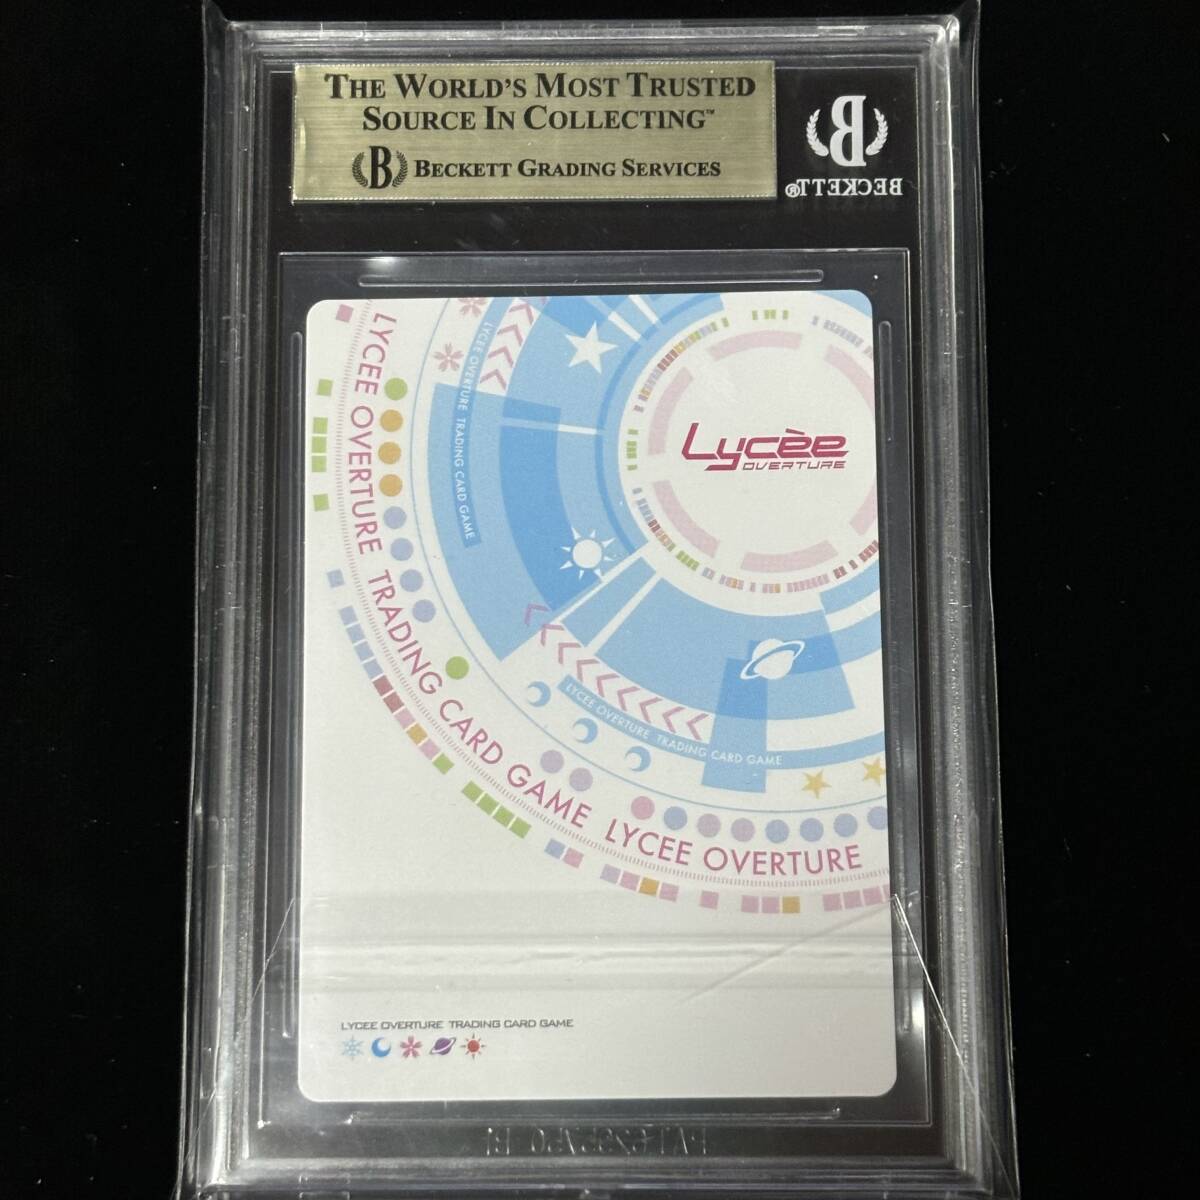 THE WORLD'S MOST TRUSTED
SOURCE IN COLLECTING™
B BECKETT GRADING SERVICES
B
BECKETT®
LYCEE OVERTURE TRADING CARD GAME LYCEE OVERTURE
LYCEE OVERTURE TRADING CARD GAME
LYCEE OVERTURE TRADING CARD GAME
Lycèe
OVERTURE
LYCEE OVERTURE TRADING CARD GAME